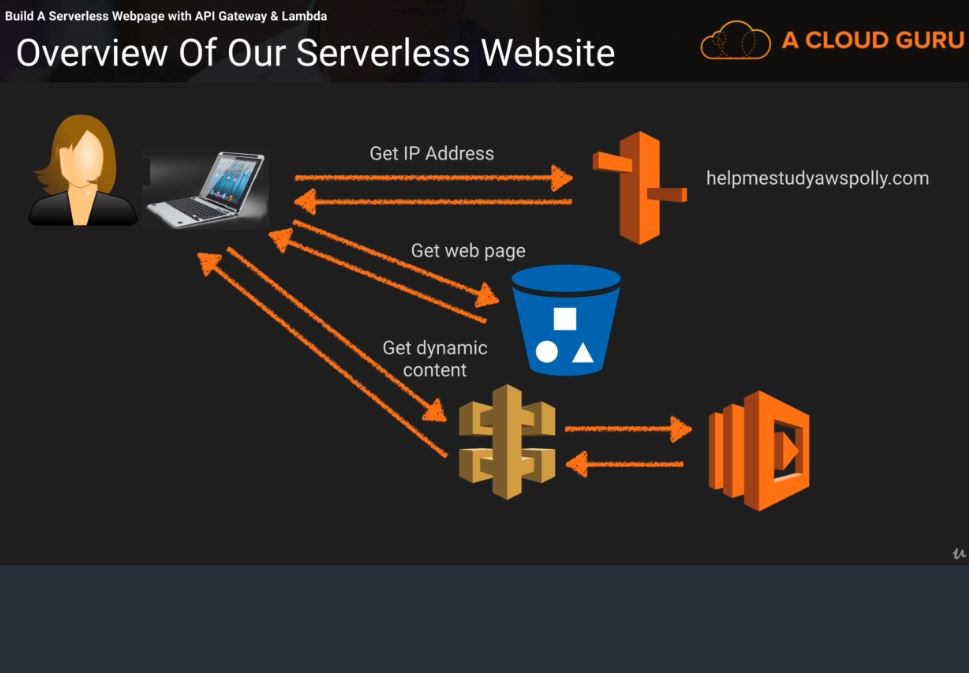 Build A Serverless Webpage with API Gateway & Lambda
Overview Of Our Serverless Website
A CLOUD GURU
Get IP Address
helpmestudyawspolly.com
Get web page
Get dynamic
content
u